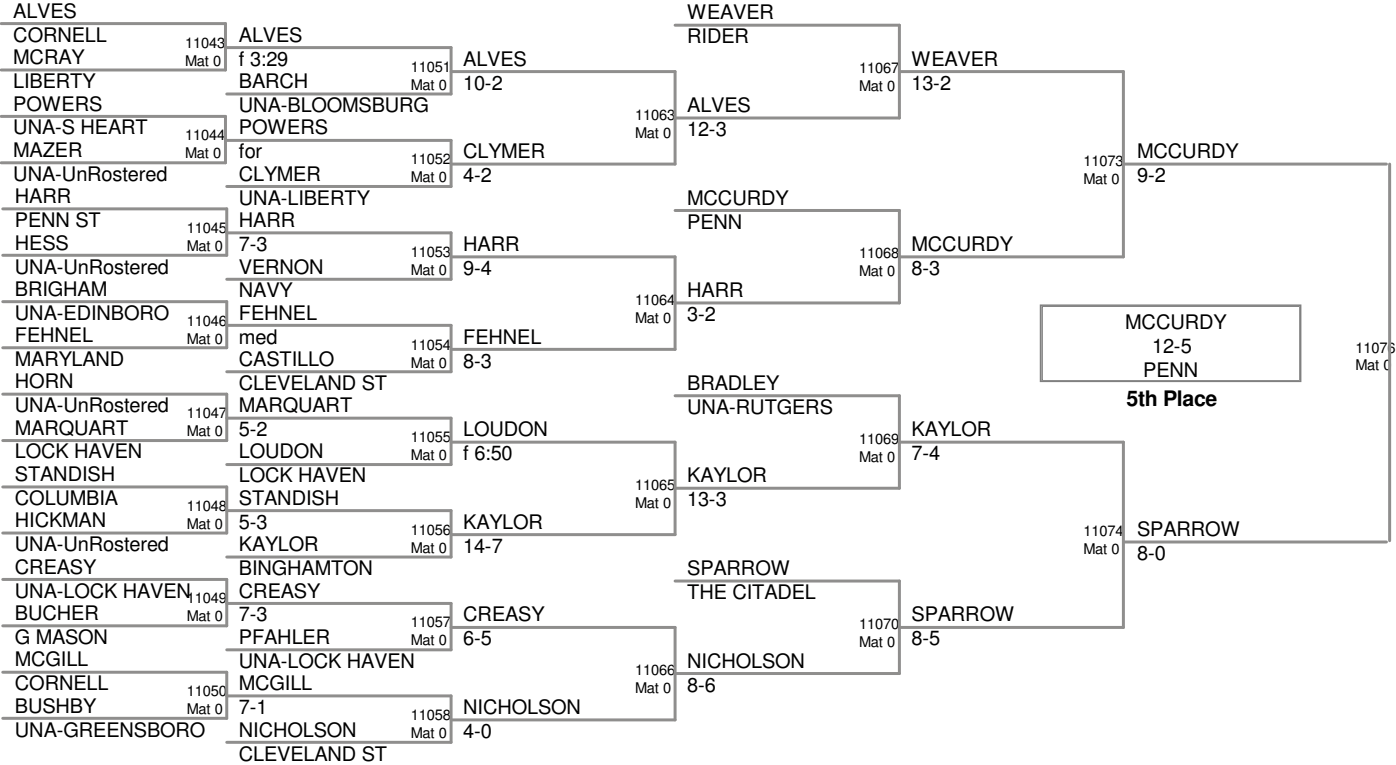 ALVES
CORNELL
MCRAY
LIBERTY
POWERS
UNA-S HEART
MAZER
UNA-UnRostered
HARR
PENN ST
HESS
UNA-UnRostered
BRIGHAM
UNA-EDINBORO
FEHNEL
MARYLAND
HORN
UNA-UnRostered
MARQUART
LOCK HAVEN
STANDISH
COLUMBIA
HICKMAN
UNA-UnRostered
CREASY
UNA-LOCK HAVEN
BUCHER
G MASON
MCGILL
CORNELL
BUSHBY
UNA-GREENSBORO
11043
Mat 0
11044
Mat 0
11045
Mat 0
11046
Mat 0
11047
Mat 0
11048
Mat 0
11049
Mat 0
11050
Mat 0
ALVES
f 3:29
BARCH
UNA-BLOOMSBURG
POWERS
for
CLYMER
UNA-LIBERTY
HARR
7-3
VERNON
NAVY
FEHNEL
med
CASTILLO
CLEVELAND ST
MARQUART
5-2
LOUDON
LOCK HAVEN
STANDISH
5-3
KAYLOR
BINGHAMTON
CREASY
7-3
PFAHLER
UNA-LOCK HAVEN
MCGILL
7-1
NICHOLSON
CLEVELAND ST
11051
Mat 0
11052
Mat 0
11053
Mat 0
11054
Mat 0
11055
Mat 0
11056
Mat 0
11057
Mat 0
11058
Mat 0
ALVES
10-2
CLYMER
4-2
HARR
9-4
FEHNEL
8-3
LOUDON
f 6:50
KAYLOR
14-7
CREASY
6-5
NICHOLSON
4-0
11063
Mat 0
11064
Mat 0
11065
Mat 0
11066
Mat 0
WEAVER
RIDER
ALVES
12-3
MCCURDY
PENN
HARR
3-2
BRADLEY
UNA-RUTGERS
KAYLOR
13-3
SPARROW
THE CITADEL
NICHOLSON
8-6
11067
Mat 0
11068
Mat 0
11069
Mat 0
11070
Mat 0
WEAVER
13-2
MCCURDY
8-3
KAYLOR
7-4
SPARROW
8-5
11073
Mat 0
11074
Mat 0
MCCURDY
9-2
SPARROW
8-0
11076
Mat 0
MCCURDY
12-5
PENN
5th Place